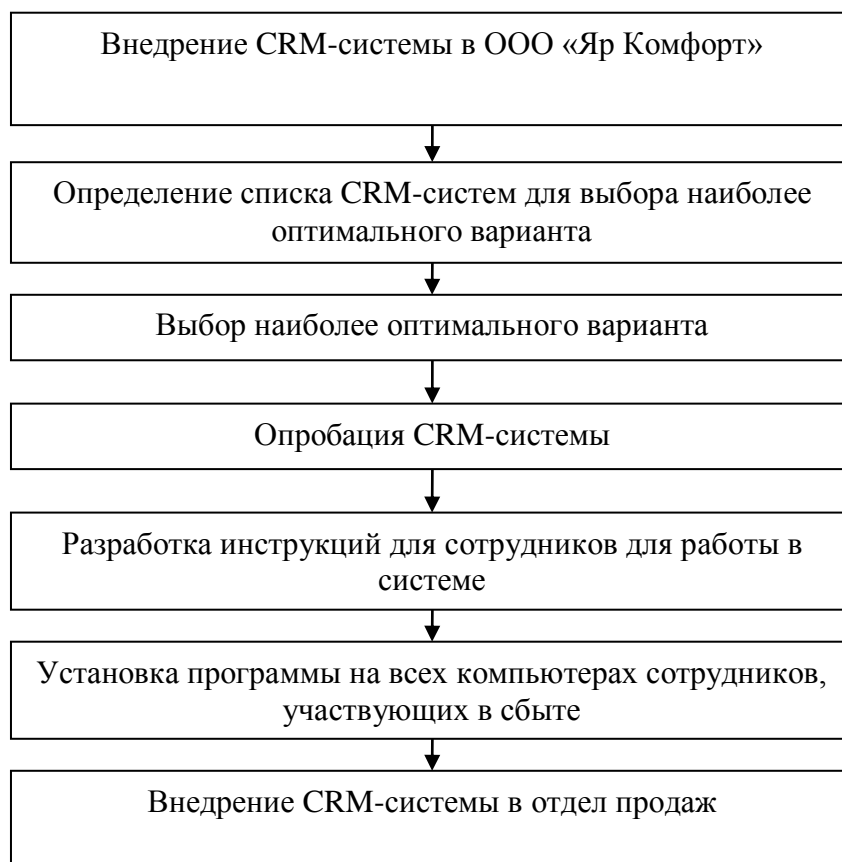 Внедрение CRM-системы в ООО «Яр Комфорт»
Определение списка CRM-систем для выбора наиболее
оптимального варианта
Выбор наиболее оптимального варианта
Опробация CRM-системы
Разработка инструкций для сотрудников для работы в
системе
Установка программы на всех компьютерах сотрудников,
участвующих в сбыте
Внедрение CRM-системы в отдел продаж